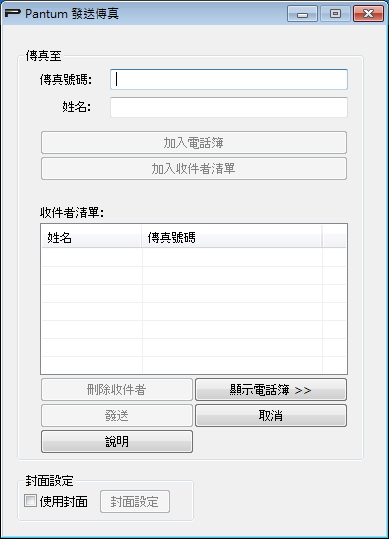 Pantum 發送傳真
傳真至
傳真號碼:
姓名:
加入電話簿
加入收件者清單
收件者清單:
姓名 傳真號碼
刪除收件者 顯示電話簿 >>
發送 取消
說明
封面設定
使用封面 封面設定